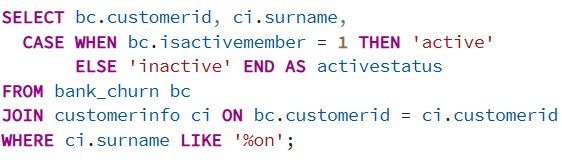 SELECT bc.customerid, ci.surname,
CASE WHEN bc.isactivemember = 1 THEN 'active'
ELSE 'inactive' END AS activestatus
FROM bank_churn bc
JOIN customerinfo ci ON bc.customerid = ci.customerid
WHERE ci.surname LIKE '%on';